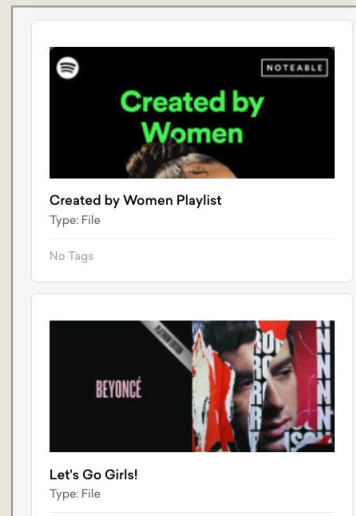 NOTEABLE
Created by
Women
Created by Women Playlist
Type: File
No Tags
PLATINUM EDITION
BEYONCÉ
Let's Go Girls!
Type: File